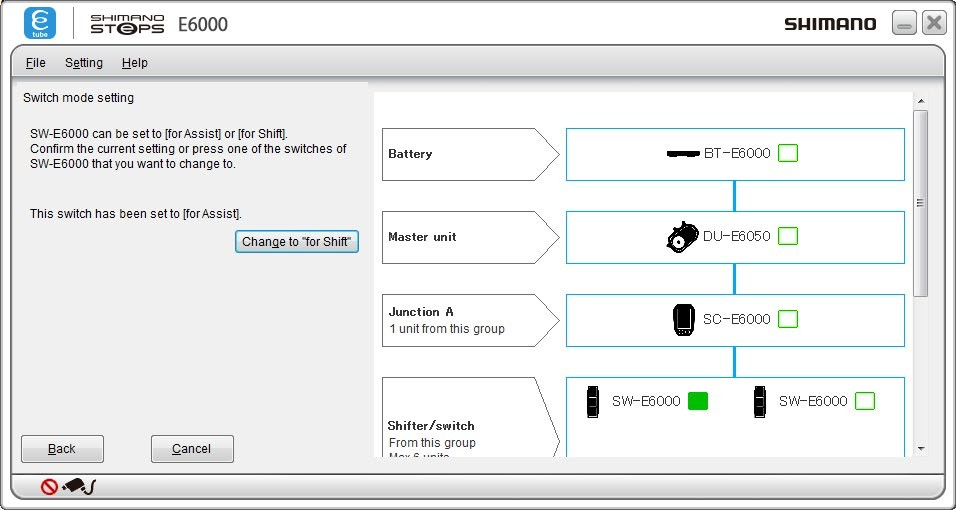 e
tube
SHIMANO
STePS
E6000
SHIMANO
File Setting Help
Switch mode setting
SW-E6000 can be set to [for Assist] or [for Shift].
Confirm the current setting or press one of the switches of
SW-E6000 that you want to change to.
This switch has been set to [for Assist].
Change to "for Shift"
Back
Cancel
Battery
BT-E6000
Master unit
DU-E6050
Junction A
1 unit from this group
SC-E6000
SW-E6000
SW-E6000
Shifter/switch
From this group
Max 6 units